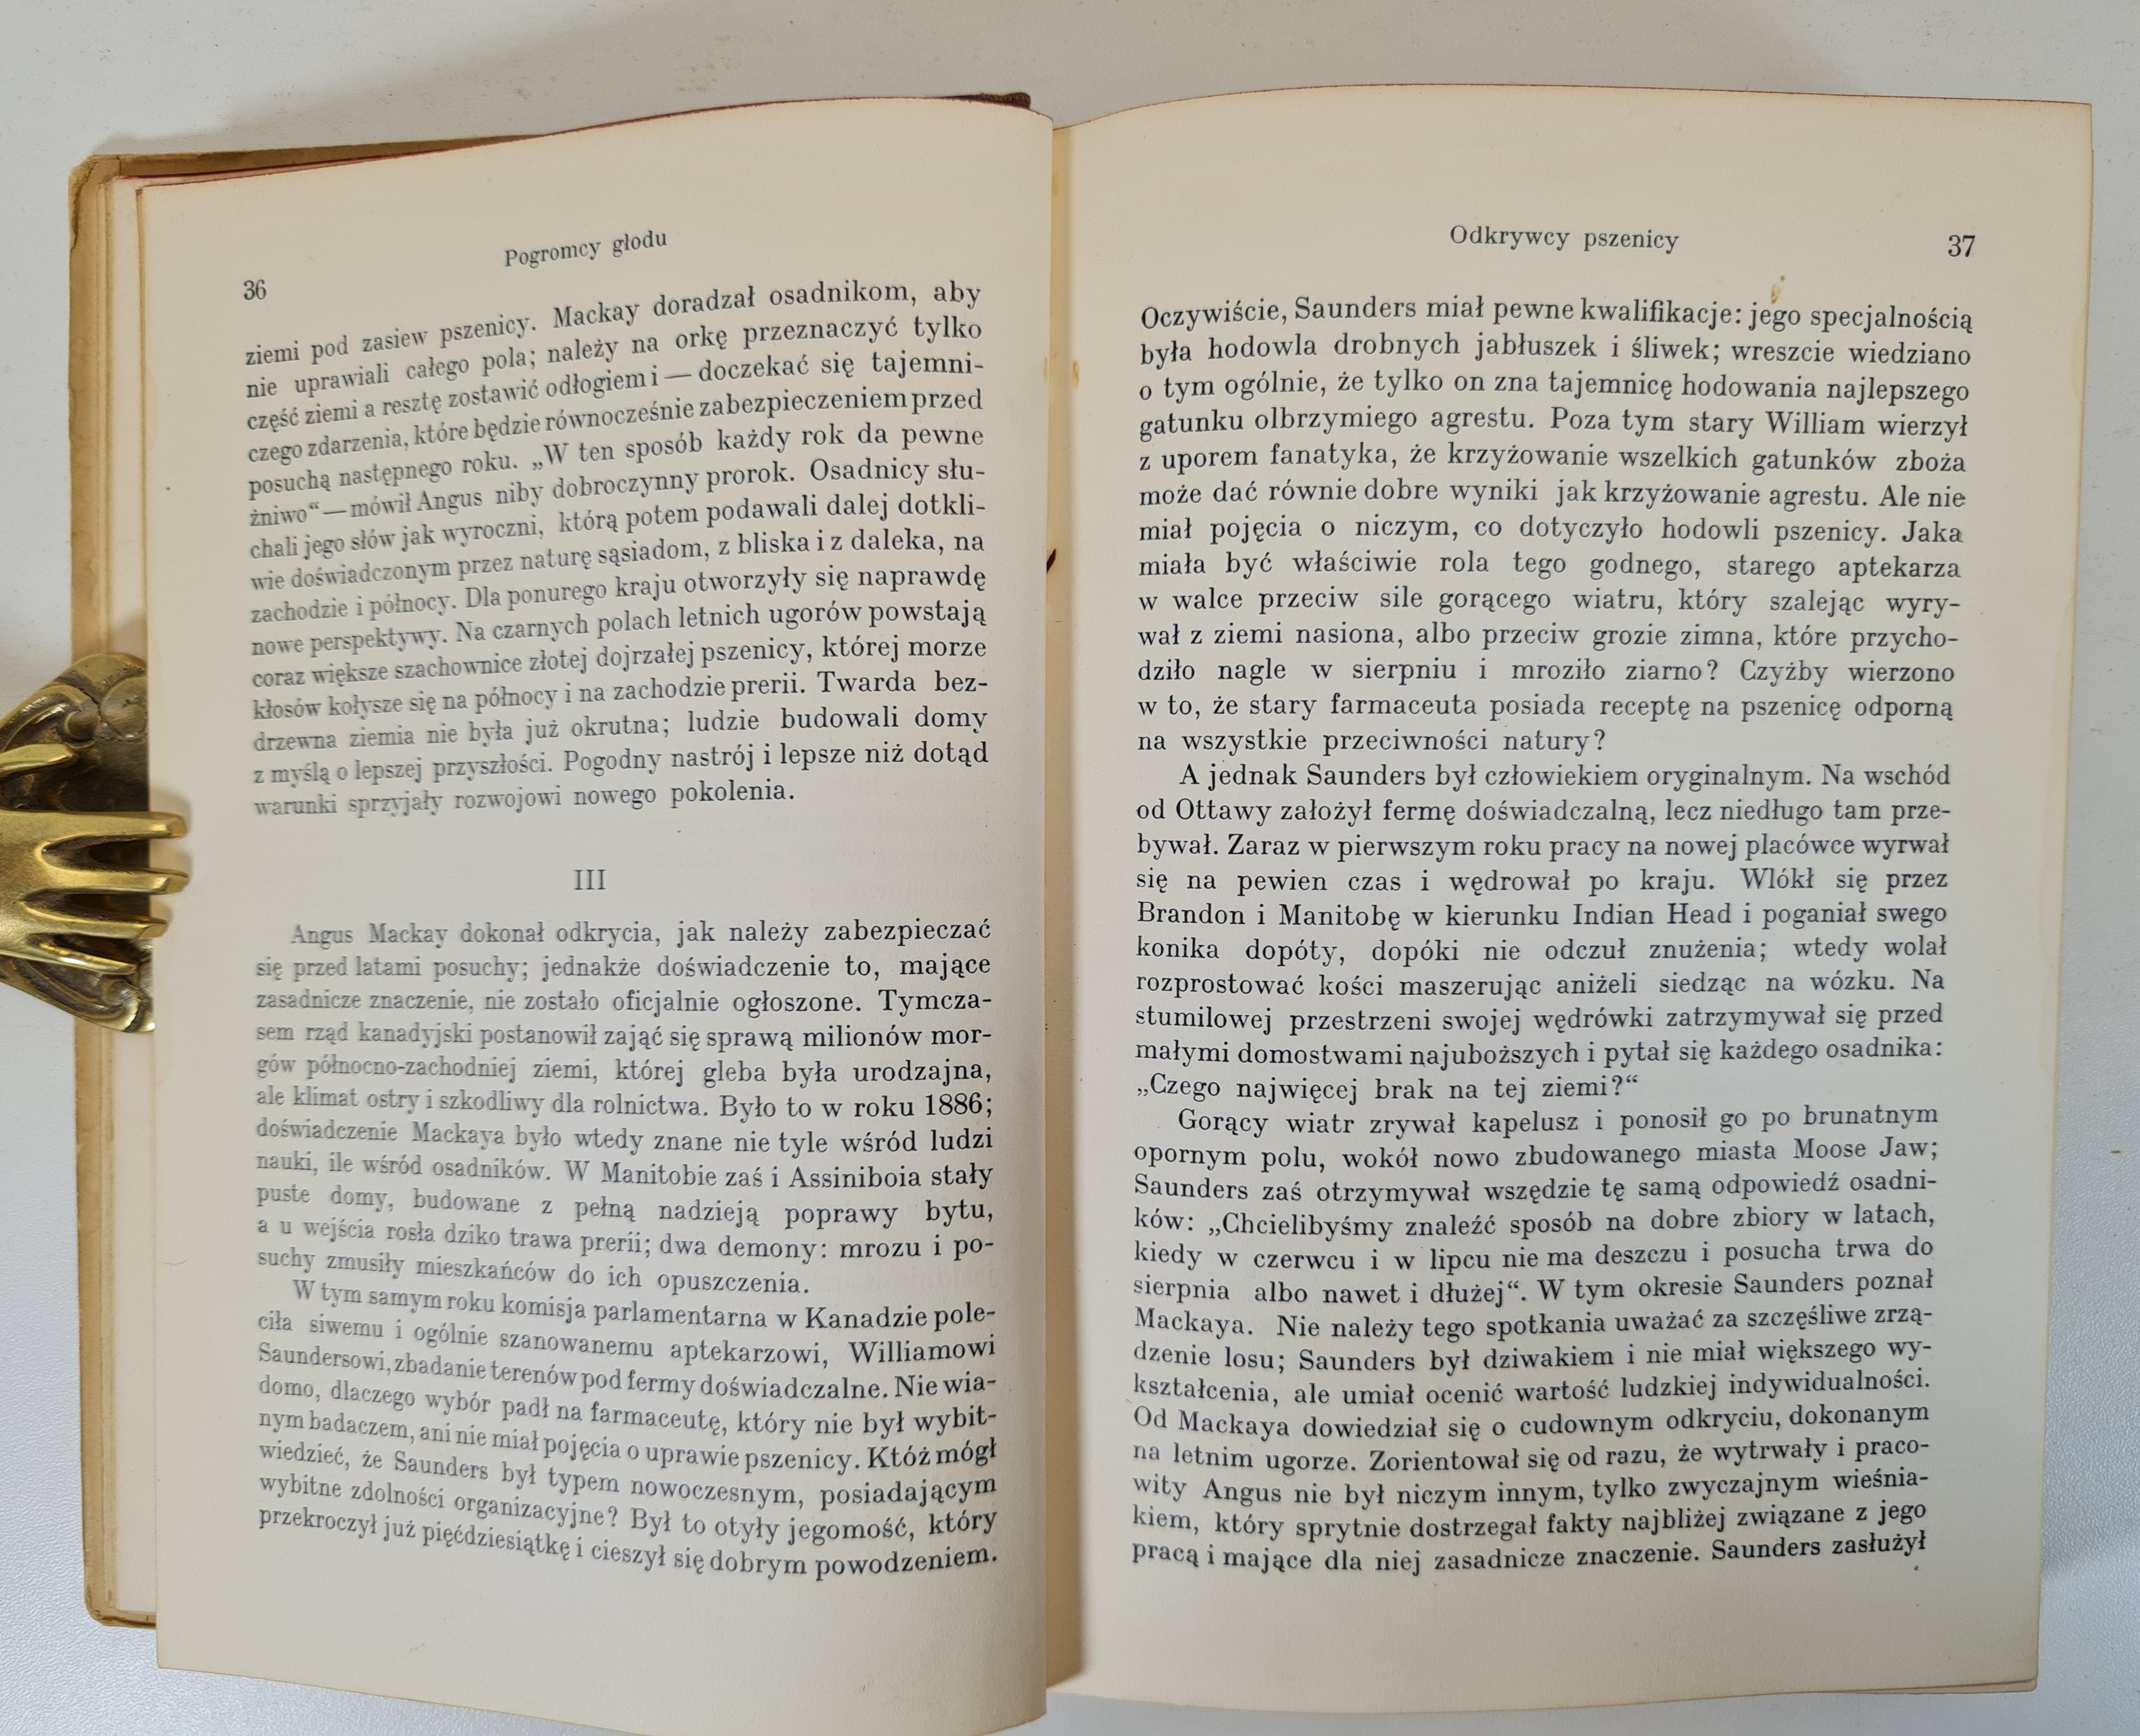 Pogromcy głodu
36
ziemi pod zasiew pszenicy. Mackay doradzał osadnikom, aby
nie uprawiali całego pola; należy na orkę przeznaczyć tylko
część ziemi a resztę zostawić odłogiem i — doczekać się tajemni-
czego zdarzenia, które będzie równocześnie zabezpieczeniem przed
posuchą następnego roku. „W ten sposób każdy rok da pewne
żniwo“ — mówił Angus niby dobroczynny prorok. Osadnicy słu-
chali jego słów jak wyroczni, którą potem podawali dalej dotkli-
wie doświadczonym przez naturę sąsiadom, z bliska i z daleka, na
zachodzie i północy. Dla ponurego kraju otworzyły się naprawdę
nowe perspektywy. Na czarnych polach letnich ugorów powstają
coraz większe szachownice złotej dojrzałej pszenicy, której morze
kłosów kołysze się na północy i na zachodzie prerii. Twarda bez-
drzewna ziemia nie była już okrutna; ludzie budowali domy
z myślą o lepszej przyszłości. Pogodny nastrój i lepsze niż dotąd
warunki sprzyjały rozwojowi nowego pokolenia.
III
Angus Mackay dokonał odkrycia, jak należy zabezpieczać
się przed latami posuchy; jednakże doświadczenie to, mające
zasadnicze znaczenie, nie zostało oficjalnie ogłoszone. Tymcza-
sem rząd kanadyjski postanowił zająć się sprawą milionów mor-
gów północno-zachodniej ziemi, której gleba była urodzajna,
ale klimat ostry i szkodliwy dla rolnictwa. Było to w roku 1886;
doświadczenie Mackaya było wtedy znane nie tyle wśród ludzi
nauki, ile wśród osadników. W Manitobie zaś i Assiniboia stały
puste domy, budowane z pełną nadzieją poprawy bytu,
a u wejścia rosła dziko trawa prerii; dwa demony: mrozu i po-
suchy zmusiły mieszkańców do ich opuszczenia.
W tym samym roku komisja parlamentarna w Kanadzie pole-
ciła siwemu i ogólnie szanowanemu aptekarzowi, Williamowi
Saundersowi, zbadanie terenów pod fermy doświadczalne. Nie wia-
domo, dlaczego wybór padł na farmaceutę, który nie był wybit-
nym badaczem, ani nie miał pojęcia o uprawie pszenicy. Któż mógł
wiedzieć, że Saunders był typem nowoczesnym, posiadającym
wybitne zdolności organizacyjne? Był to otyły jegomość, który
przekroczył już pięćdziesiątkę i cieszył się dobrym powodzeniem.
Odkrywcy pszenicy
37
Oczywiście, Saunders miał pewne kwalifikacje: jego specjalnością
była hodowla drobnych jabłuszek i śliwek; wreszcie wiedziano
o tym ogólnie, że tylko on zna tajemnicę hodowania najlepszego
gatunku olbrzymiego agrestu. Poza tym stary William wierzył
z uporem fanatyka, że krzyżowanie wszelkich gatunków zboża
może dać równie dobre wyniki jak krzyżowanie agrestu. Ale nie
miał pojęcia o niczym, co dotyczyło hodowli pszenicy. Jaka
miała być właściwie rola tego godnego, starego aptekarza
w walce przeciw sile gorącego wiatru, który szalejąc wyry-
wał z ziemi nasiona, albo przeciw grozie zimna, które przycho-
dziło nagle w sierpniu i mroziło ziarno? Czyżby wierzono
w to, że stary farmaceuta posiada receptę na pszenicę odporną
na wszystkie przeciwności natury?
A jednak Saunders był człowiekiem oryginalnym. Na wschód
od Ottawy założył fermę doświadczalną, lecz niedługo tam prze-
bywał. Zaraz w pierwszym roku pracy na nowej placówce wyrwał
się na pewien czas i wędrował po kraju. Wlókł się przez
Brandon i Manitobę w kierunku Indian Head i poganiał swego
konika dopóty, dopóki nie odczuł znużenia; wtedy wolał
rozprostować kości maszerując aniżeli siedząc na wózku. Na
stumilowej przestrzeni swojej wędrówki zatrzymywał się przed
małymi domostwami najuboższych i pytał się każdego osadnika:
„Czego najwięcej brak na tej ziemi?“
Gorący wiatr zrywał kapelusz i ponosił go po brunatnym
opornym polu, wokół nowo zbudowanego miasta Moose Jaw;
Saunders zaś otrzymywał wszędzie tę samą odpowiedź osadni-
ków: „Chcielibyśmy znaleźć sposób na dobre zbiory w latach,
kiedy w czerwcu i w lipcu nie ma deszczu i posucha trwa do
sierpnia albo nawet i dłużej“. W tym okresie Saunders poznał
Mackaya. Nie należy tego spotkania uważać za szczęśliwe zrzą-
dzenie losu; Saunders był dziwakiem i nie miał większego wy-
kształcenia, ale umiał ocenić wartość ludzkiej indywidualności.
Od Mackaya dowiedział się o cudownym odkryciu, dokonanym
na letnim ugorze. Zorientował się od razu, że wytrwały i praco-
wity Angus nie był niczym innym, tylko zwyczajnym wieśnia-
kiem, który sprytnie dostrzegał fakty najbliżej związane z jego
pracą i mające dla niej zasadnicze znaczenie. Saunders zasłużył